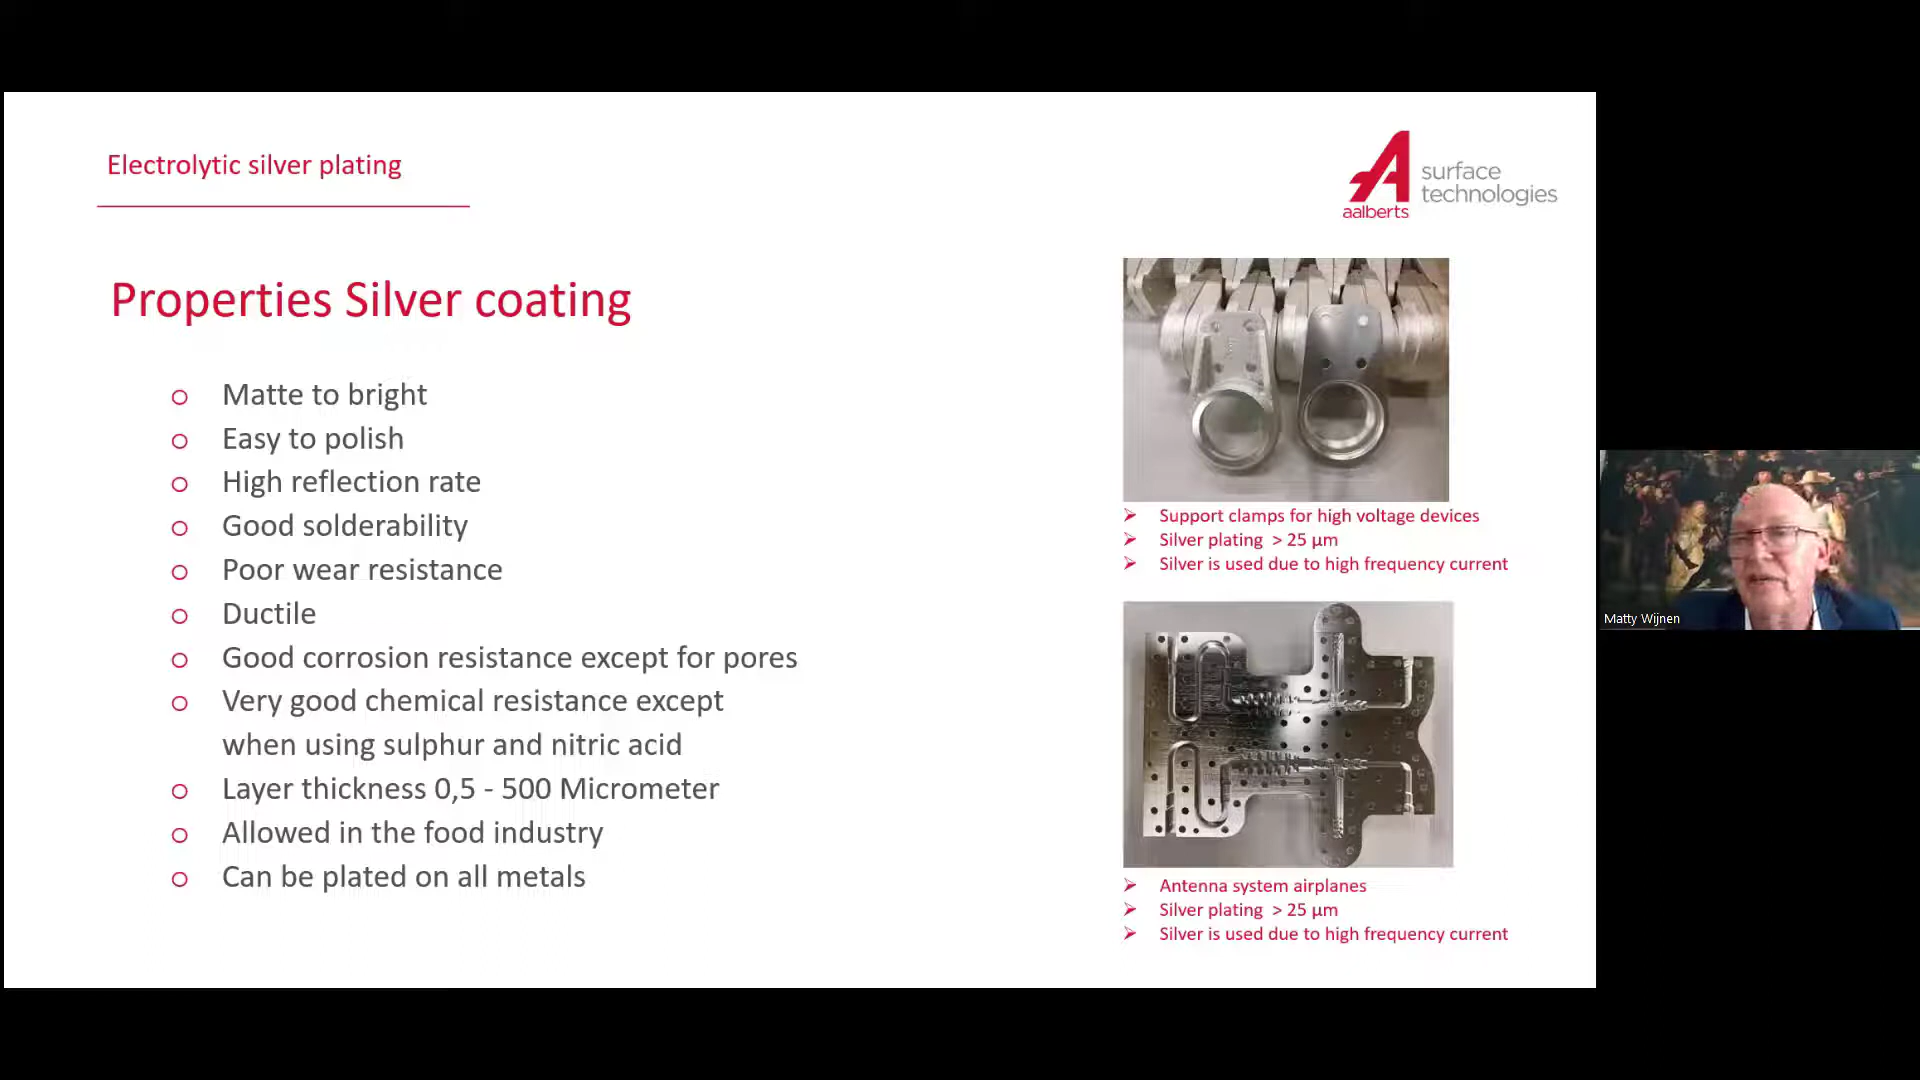 Electrolytic silver plating
surface
technologies
aalberts
Properties Silver coating
o Matte to bright
o Easy to polish
o High reflection rate
o Good solderability
o Poor wear resistance
o Ductile
o Good corrosion resistance except for pores
o Very good chemical resistance except
when using sulphur and nitric acid
o Layer thickness 0,5 - 500 Micrometer
o Allowed in the food industry
o Can be plated on all metals
➢ Support clamps for high voltage devices
➢ Silver plating > 25 µm
➢ Silver is used due to high frequency current
➢ Antenna system airplanes
➢ Silver plating > 25 µm
➢ Silver is used due to high frequency current
Matty Wijnen